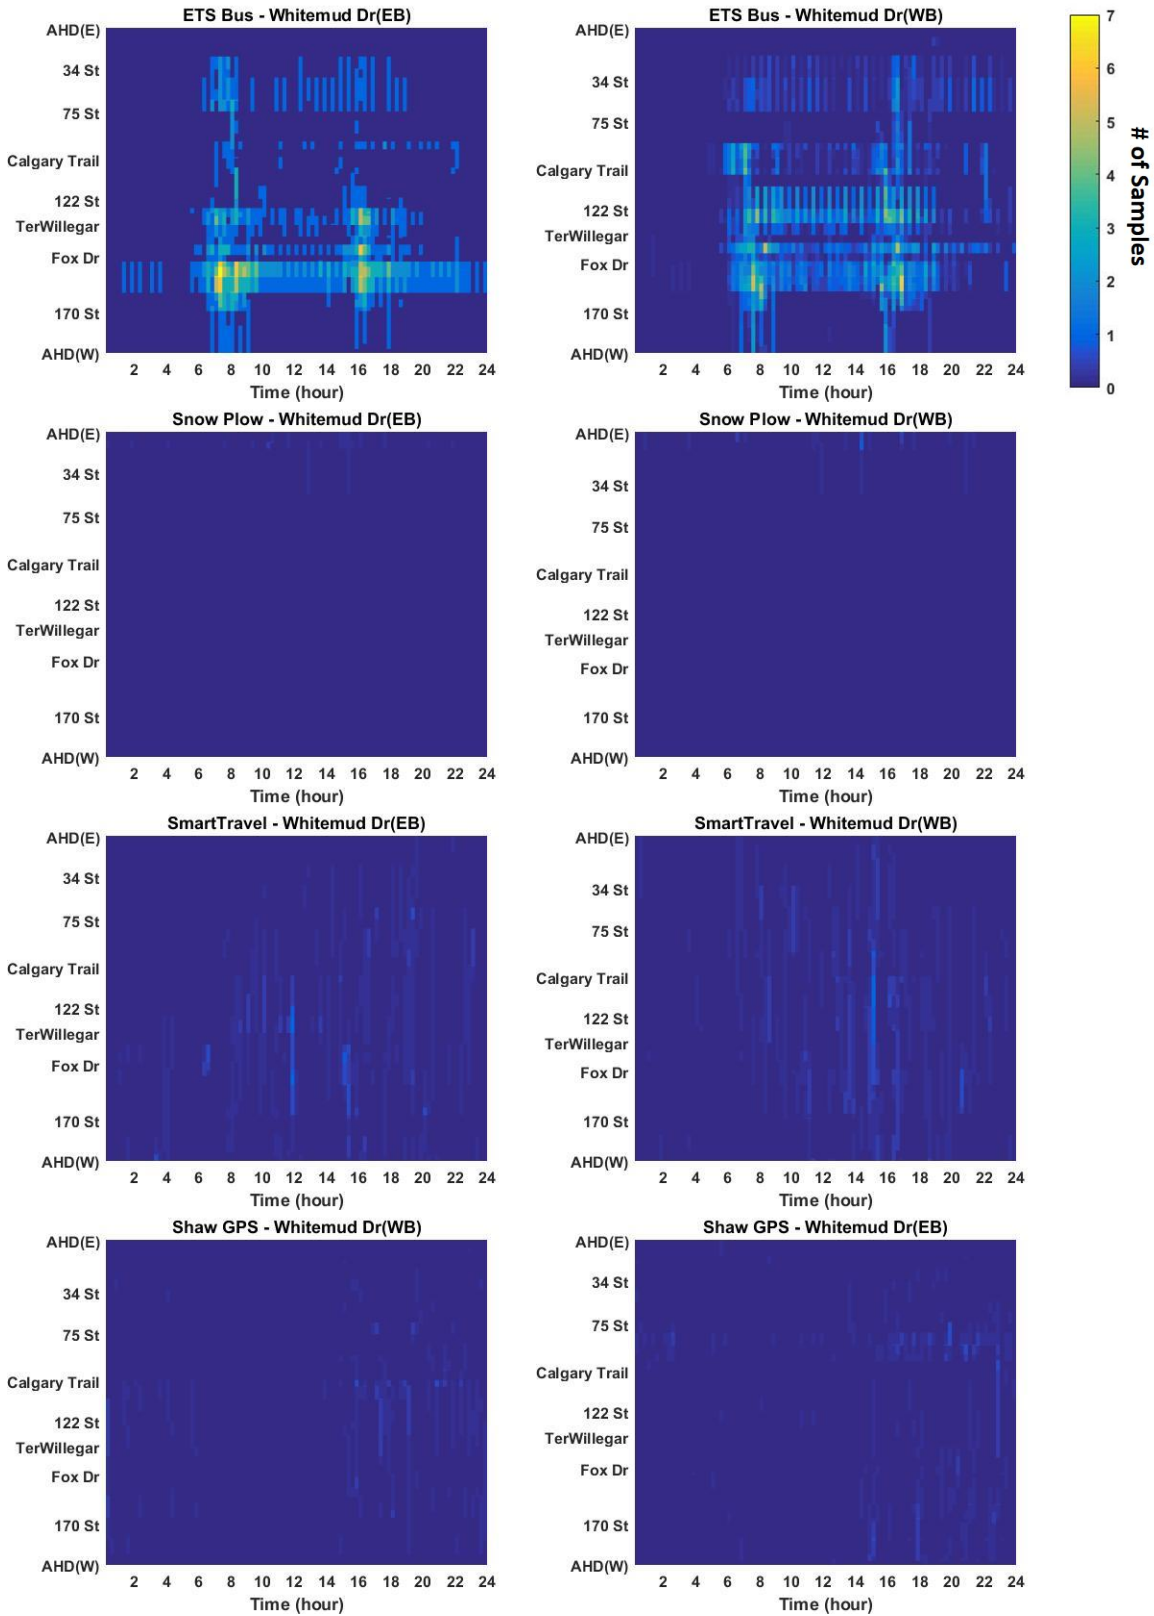 ETS Bus - Whitemud Dr(EB)
AHD(E)
34 St
75 St
Calgary Trail
122 St
TerWillegar
Fox Dr
170 St
AHD(W)
2 4 6 8 10 12 14 16 18 20 22 24
Time (hour)
ETS Bus - Whitemud Dr(WB)
AHD(E)
34 St
75 St
Calgary Trail
122 St
TerWillegar
Fox Dr
170 St
AHD(W)
2 4 6 8 10 12 14 16 18 20 22 24
Time (hour)
7
6
5
4
3
2
1
0
# of Samples
Snow Plow - Whitemud Dr(EB)
AHD(E)
34 St
75 St
Calgary Trail
122 St
TerWillegar
Fox Dr
170 St
AHD(W)
2 4 6 8 10 12 14 16 18 20 22 24
Time (hour)
Snow Plow - Whitemud Dr(WB)
AHD(E)
34 St
75 St
Calgary Trail
122 St
TerWillegar
Fox Dr
170 St
AHD(W)
2 4 6 8 10 12 14 16 18 20 22 24
Time (hour)
SmartTravel - Whitemud Dr(EB)
AHD(E)
34 St
75 St
Calgary Trail
122 St
TerWillegar
Fox Dr
170 St
AHD(W)
2 4 6 8 10 12 14 16 18 20 22 24
Time (hour)
SmartTravel - Whitemud Dr(WB)
AHD(E)
34 St
75 St
Calgary Trail
122 St
TerWillegar
Fox Dr
170 St
AHD(W)
2 4 6 8 10 12 14 16 18 20 22 24
Time (hour)
Shaw GPS - Whitemud Dr(WB)
AHD(E)
34 St
75 St
Calgary Trail
122 St
TerWillegar
Fox Dr
170 St
AHD(W)
2 4 6 8 10 12 14 16 18 20 22 24
Time (hour)
Shaw GPS - Whitemud Dr(EB)
AHD(E)
34 St
75 St
Calgary Trail
122 St
TerWillegar
Fox Dr
170 St
AHD(W)
2 4 6 8 10 12 14 16 18 20 22 24
Time (hour)